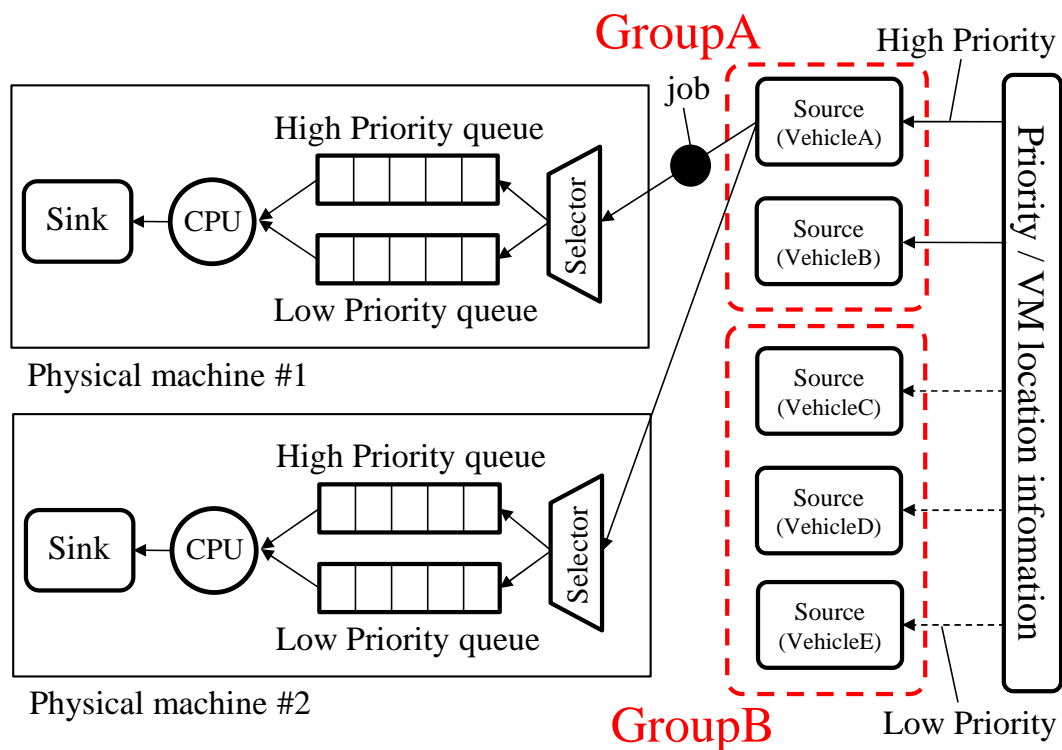 GroupA
High Priority
job
Source
(VehicleA)
High Priority queue
Selector
Sink
CPU
Low Priority queue
Source
(VehicleB)
Physical machine #1
Priority / VM location infomation
Source
(VehicleC)
High Priority queue
Selector
Source
(VehicleD)
Sink
CPU
Low Priority queue
Source
(VehicleE)
Physical machine #2
GroupB
Low Priority